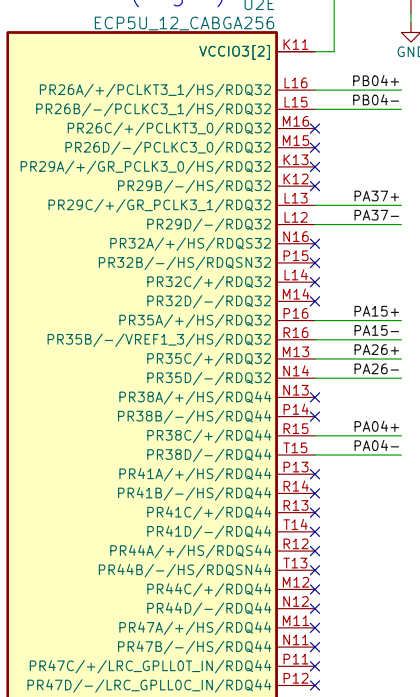 U2E
ECP5U_12_CABGA256
VCCIO3[2] K11
GND
PR26A/+/PCLKT3_1/HS/RDQ32 L16 PB04+
PR26B/-/PCLKC3_1/HS/RDQ32 L15 PB04-
PR26C/+/PCLKT3_0/RDQ32 M16
PR26D/-/PCLKC3_0/RDQ32 M15
PR29A/+/GR_PCLK3_0/HS/RDQ32 K13
PR29B/-/HS/RDQ32 K12
PR29C/+/GR_PCLK3_1/RDQ32 L13 PA37+
PR29D/-/RDQ32 L12 PA37-
PR32A/+/HS/RDQS32 N16
PR32B/-/HS/RDQSN32 P15
PR32C/+/RDQ32 L14
PR32D/-/RDQ32 M14
PR35A/+/HS/RDQ32 P16 PA15+
PR35B/-/VREF1_3/HS/RDQ32 R16 PA15-
PR35C/+/RDQ32 M13 PA26+
PR35D/-/RDQ32 N14 PA26-
PR38A/+/HS/RDQ44 N13
PR38B/-/HS/RDQ44 P14
PR38C/+/RDQ44 R15 PA04+
PR38D/-/RDQ44 T15 PA04-
PR41A/+/HS/RDQ44 P13
PR41B/-/HS/RDQ44 R14
PR41C/+/RDQ44 R13
PR41D/-/RDQ44 T14
PR44A/+/HS/RDQS44 R12
PR44B/-/HS/RDQSN44 T13
PR44C/+/RDQ44 M12
PR44D/-/RDQ44 N12
PR47A/+/HS/RDQ44 M11
PR47B/-/HS/RDQ44 N11
PR47C/+/LRC_GPLL0T_IN/RDQ44 P11
PR47D/-/LRC_GPLL0C_IN/RDQ44 P12